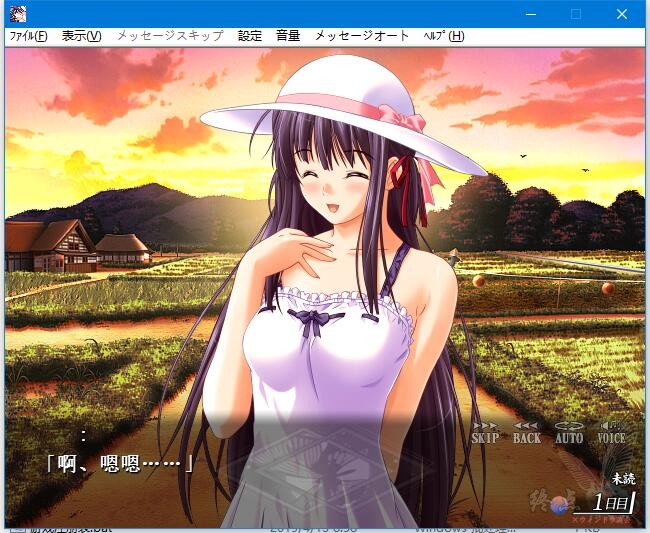 ﾌｧｲﾙ(F) 表示(V) メッセージスキップ 設定 音量 メッセージオート ﾍﾙﾌﾟ(H)
SKIP BACK AUTO VOICE
：
「啊、嗯嗯……」
未読
1日目